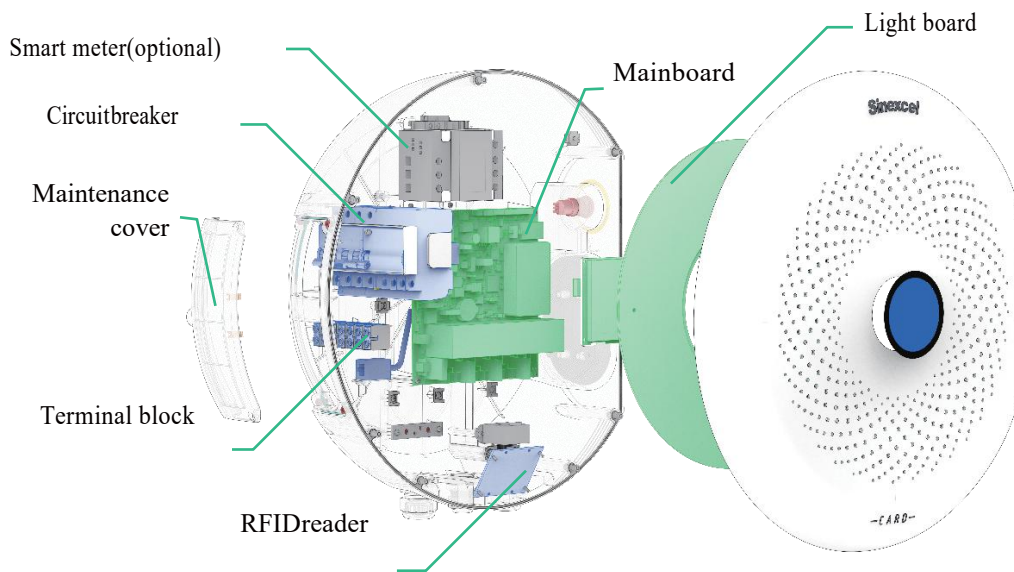 Light board
Smart meter(optional)
Mainboard
Sinexcel
Circuitbreaker
Maintenance
cover
Terminal block
RFIDreader
-CARD-